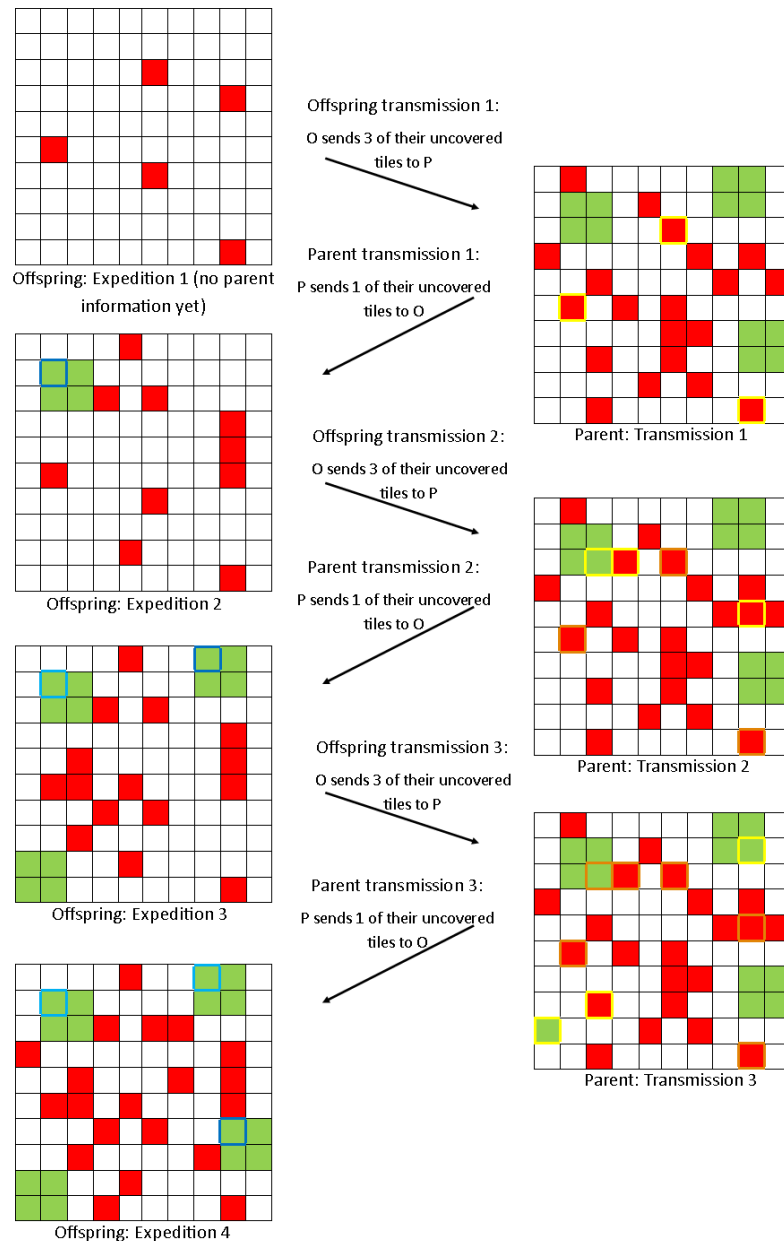 Offspring transmission 1:
O sends 3 of their uncovered
tiles to P
Offspring: Expedition 1 (no parent
information yet)
Parent transmission 1:
P sends 1 of their uncovered
tiles to O
Parent: Transmission 1
Offspring transmission 2:
O sends 3 of their uncovered
tiles to P
Offspring: Expedition 2
Parent transmission 2:
P sends 1 of their uncovered
tiles to O
Parent: Transmission 2
Offspring transmission 3:
O sends 3 of their uncovered
tiles to P
Offspring: Expedition 3
Parent transmission 3:
P sends 1 of their uncovered
tiles to O
Parent: Transmission 3
Offspring: Expedition 4